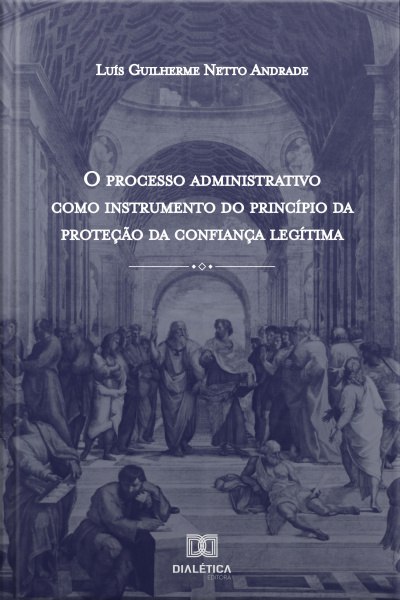 Luís Guilherme Netto Andrade
O processo administrativo
como instrumento do princípio da
proteção da confiança legítima
DIALÉTICA
EDITORA